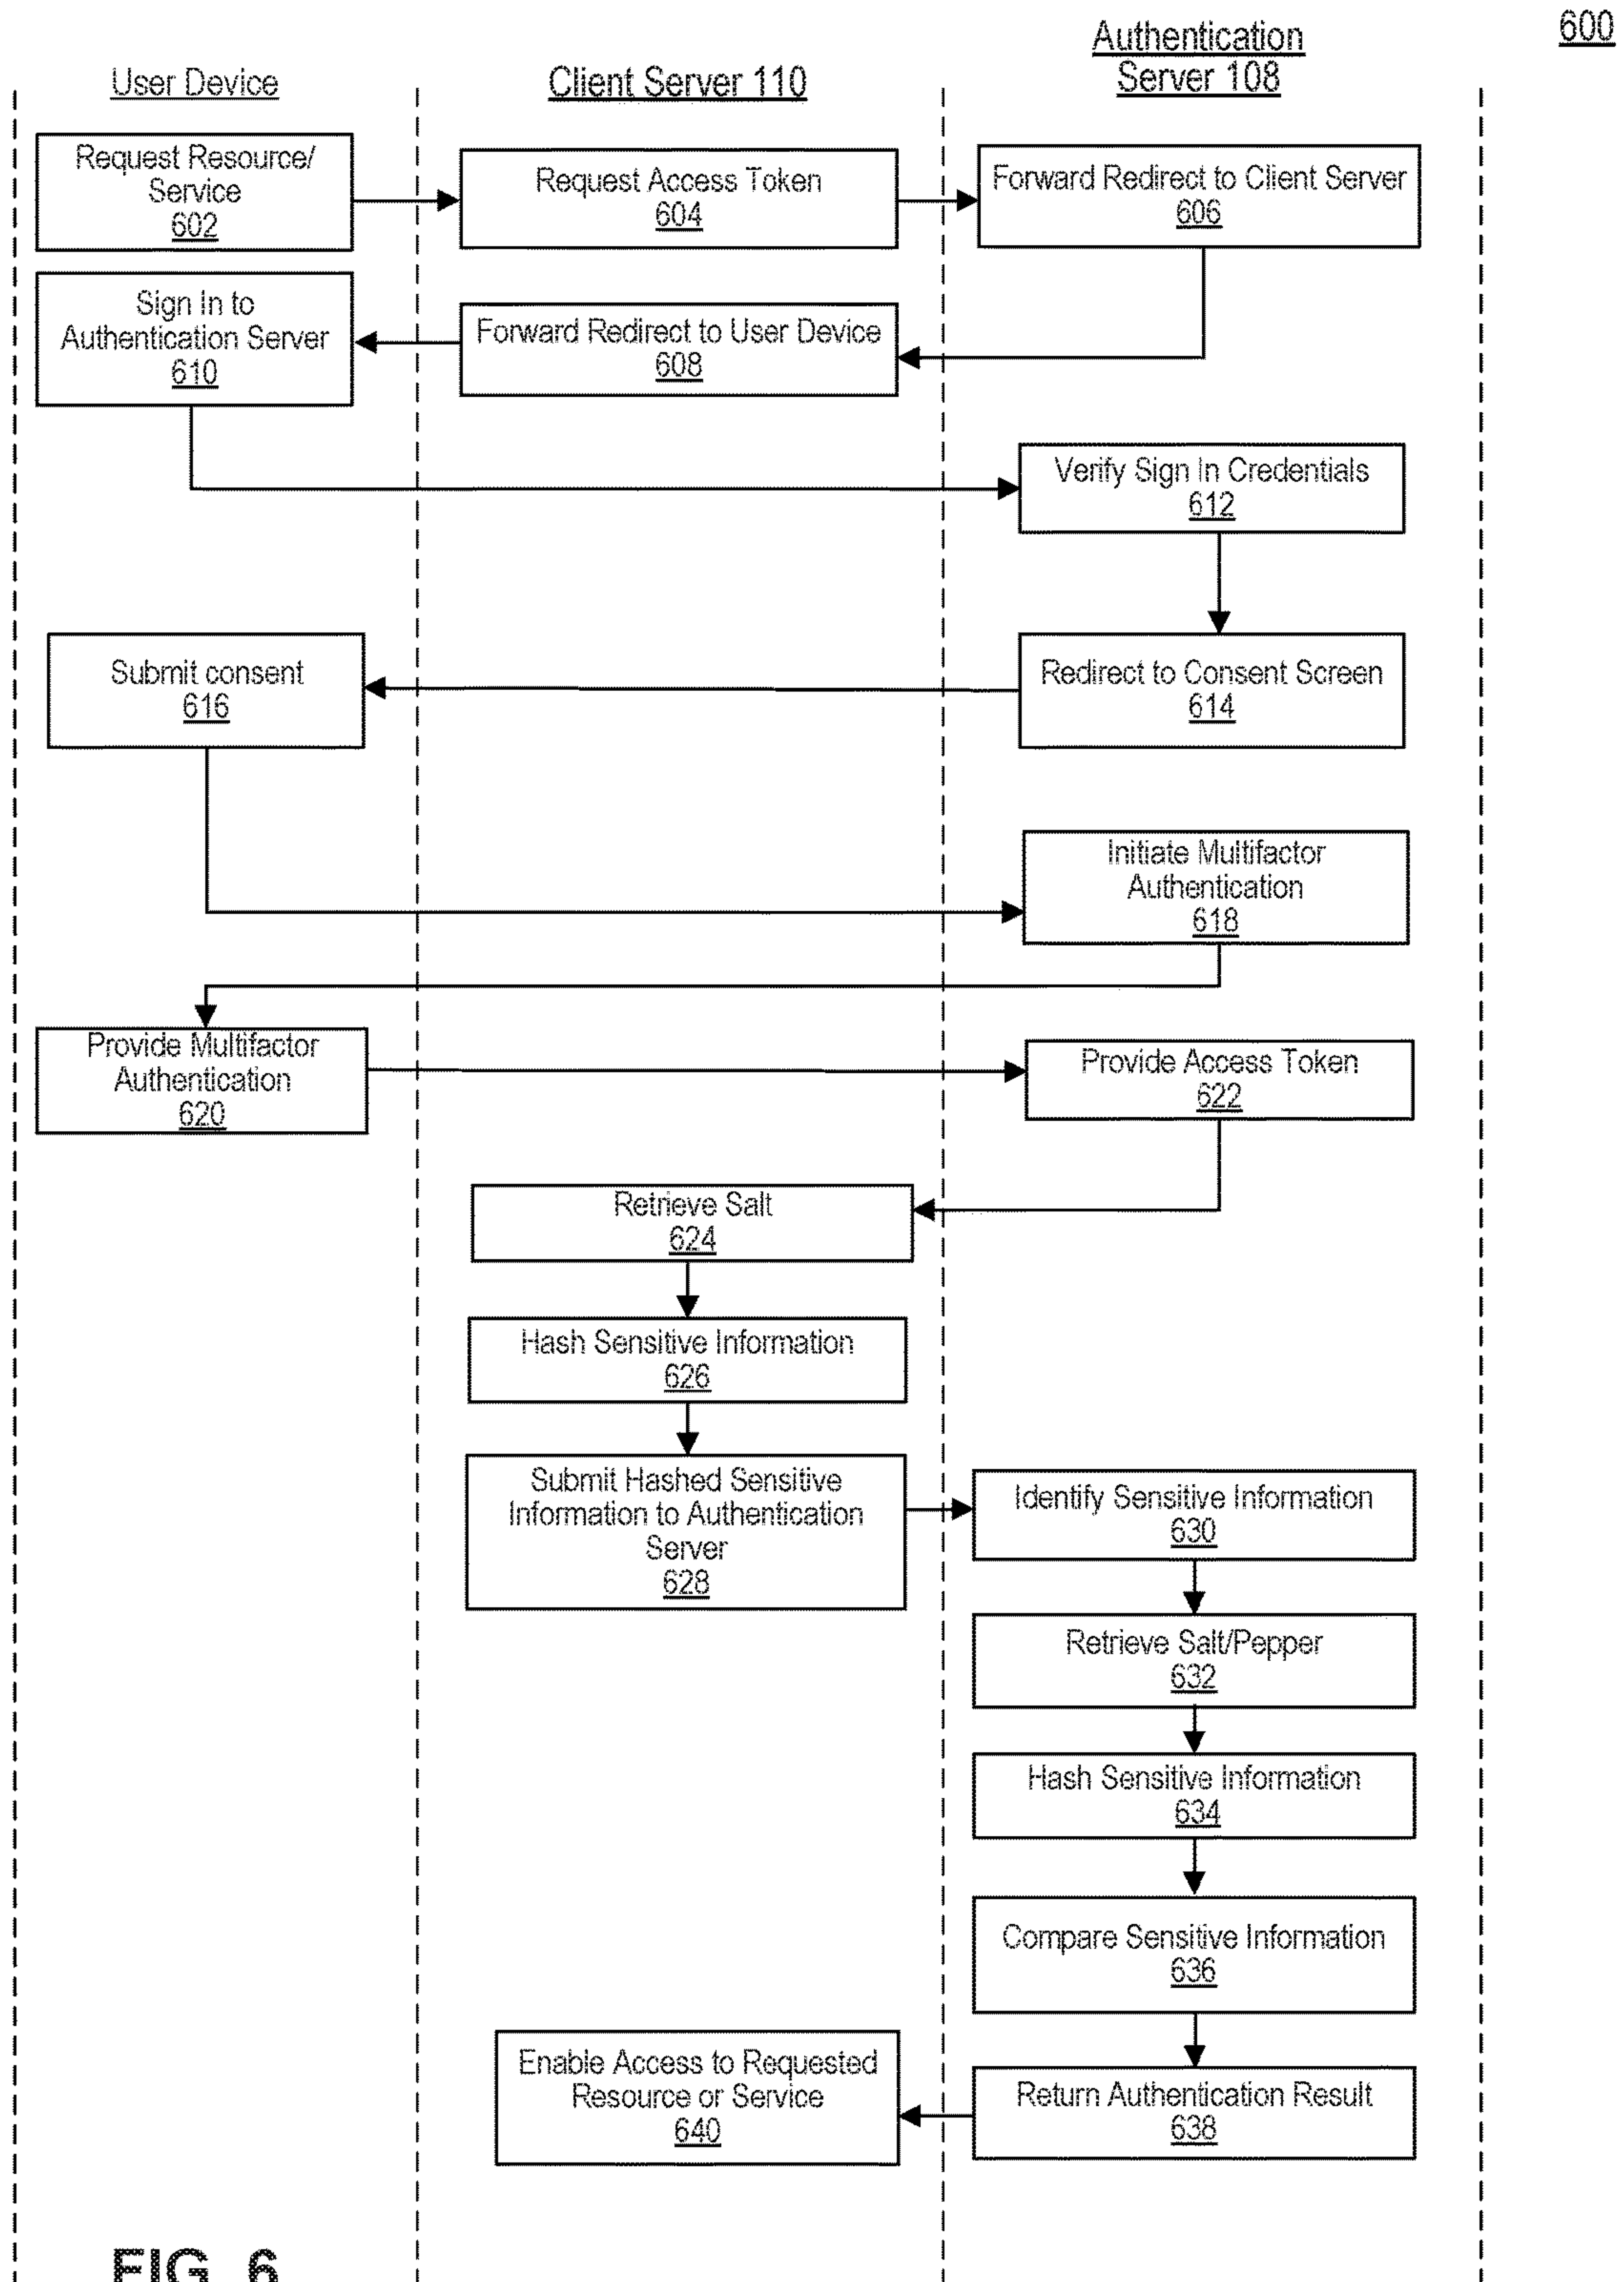 600
User Device
Client Server 110
Authentication
Server 108
Request Resource/
Service
602
Request Access Token
604
Forward Redirect to Client Server
606
Sign In to
Authentication Server
610
Forward Redirect to User Device
608
Verify Sign In Credentials
612
Submit consent
616
Redirect to Consent Screen
614
Initiate Multifactor
Authentication
618
Provide Multifactor
Authentication
620
Provide Access Token
622
Retrieve Salt
624
Hash Sensitive Information
626
Submit Hashed Sensitive
Information to Authentication
Server
628
Identify Sensitive Information
630
Retrieve Salt/Pepper
632
Hash Sensitive Information
634
Compare Sensitive Information
636
Enable Access to Requested
Resource or Service
640
Return Authentication Result
638
FIG. 6